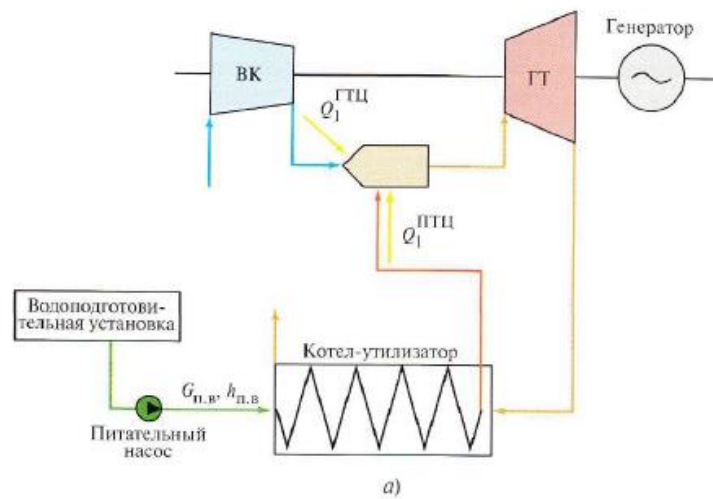 Генератор
ВК
ГТ
Q₁ГТЦ
Q₁ПТЦ
Водоподготови-
тельная установка
Котел-утилизатор
Gп.в, hп.в
Питательный
насос
а)